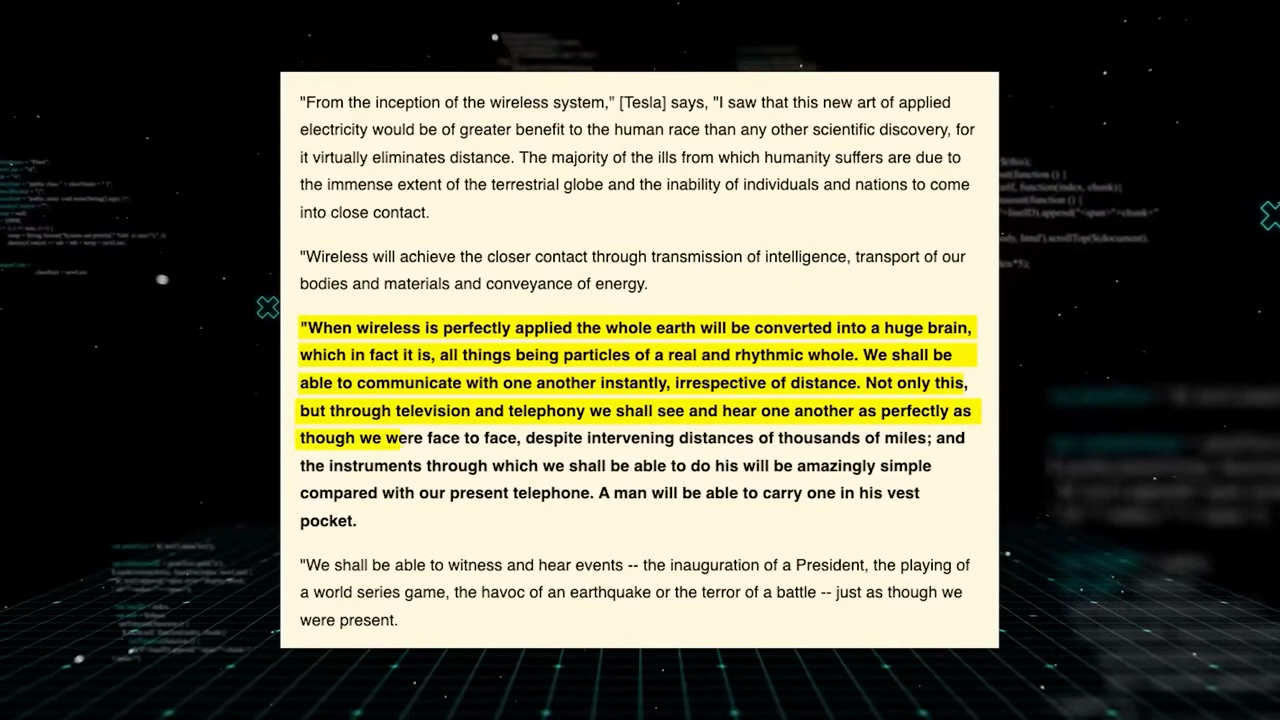 "From the inception of the wireless system," [Tesla] says, "I saw that this new art of applied
electricity would be of greater benefit to the human race than any other scientific discovery, for
it virtually eliminates distance. The majority of the ills from which humanity suffers are due to
the immense extent of the terrestrial globe and the inability of individuals and nations to come
into close contact.
"Wireless will achieve the closer contact through transmission of intelligence, transport of our
bodies and materials and conveyance of energy.
"When wireless is perfectly applied the whole earth will be converted into a huge brain,
which in fact it is, all things being particles of a real and rhythmic whole. We shall be
able to communicate with one another instantly, irrespective of distance. Not only this,
but through television and telephony we shall see and hear one another as perfectly as
though we were face to face, despite intervening distances of thousands of miles; and
the instruments through which we shall be able to do his will be amazingly simple
compared with our present telephone. A man will be able to carry one in his vest
pocket.
"We shall be able to witness and hear events -- the inauguration of a President, the playing of
a world series game, the havoc of an earthquake or the terror of a battle -- just as though we
were present.